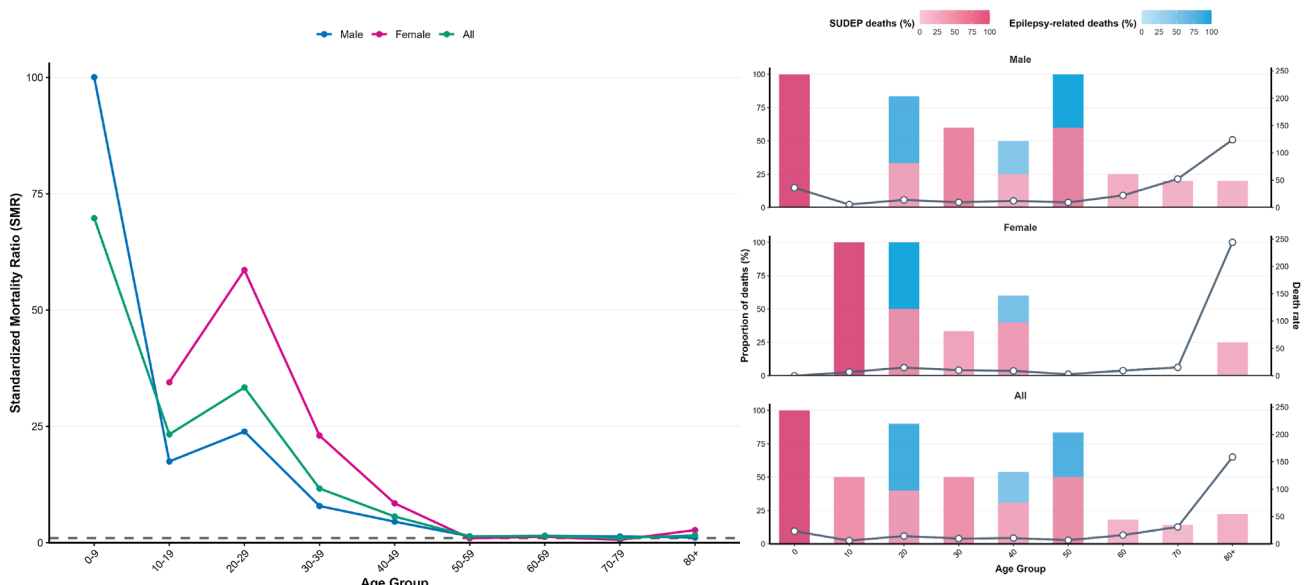 Male Female All
Standardized Mortality Ratio (SMR)
100
75
50
25
0
0-9 10-19 20-29 30-39 40-49 50-59 60-69 70-79 80+
Age Group
SUDEP deaths (%) Epilepsy-related deaths (%)
0 25 50 75 100 0 25 50 75 100
Male
100 75 50 25 0
250 200 150 100 50 0
Female
100 75 50 25 0
250 200 150 100 50 0
Proportion of deaths (%)
Death rate
All
100 75 50 25 0
250 200 150 100 50 0
0 10 20 30 40 50 60 70 80+
Age Group